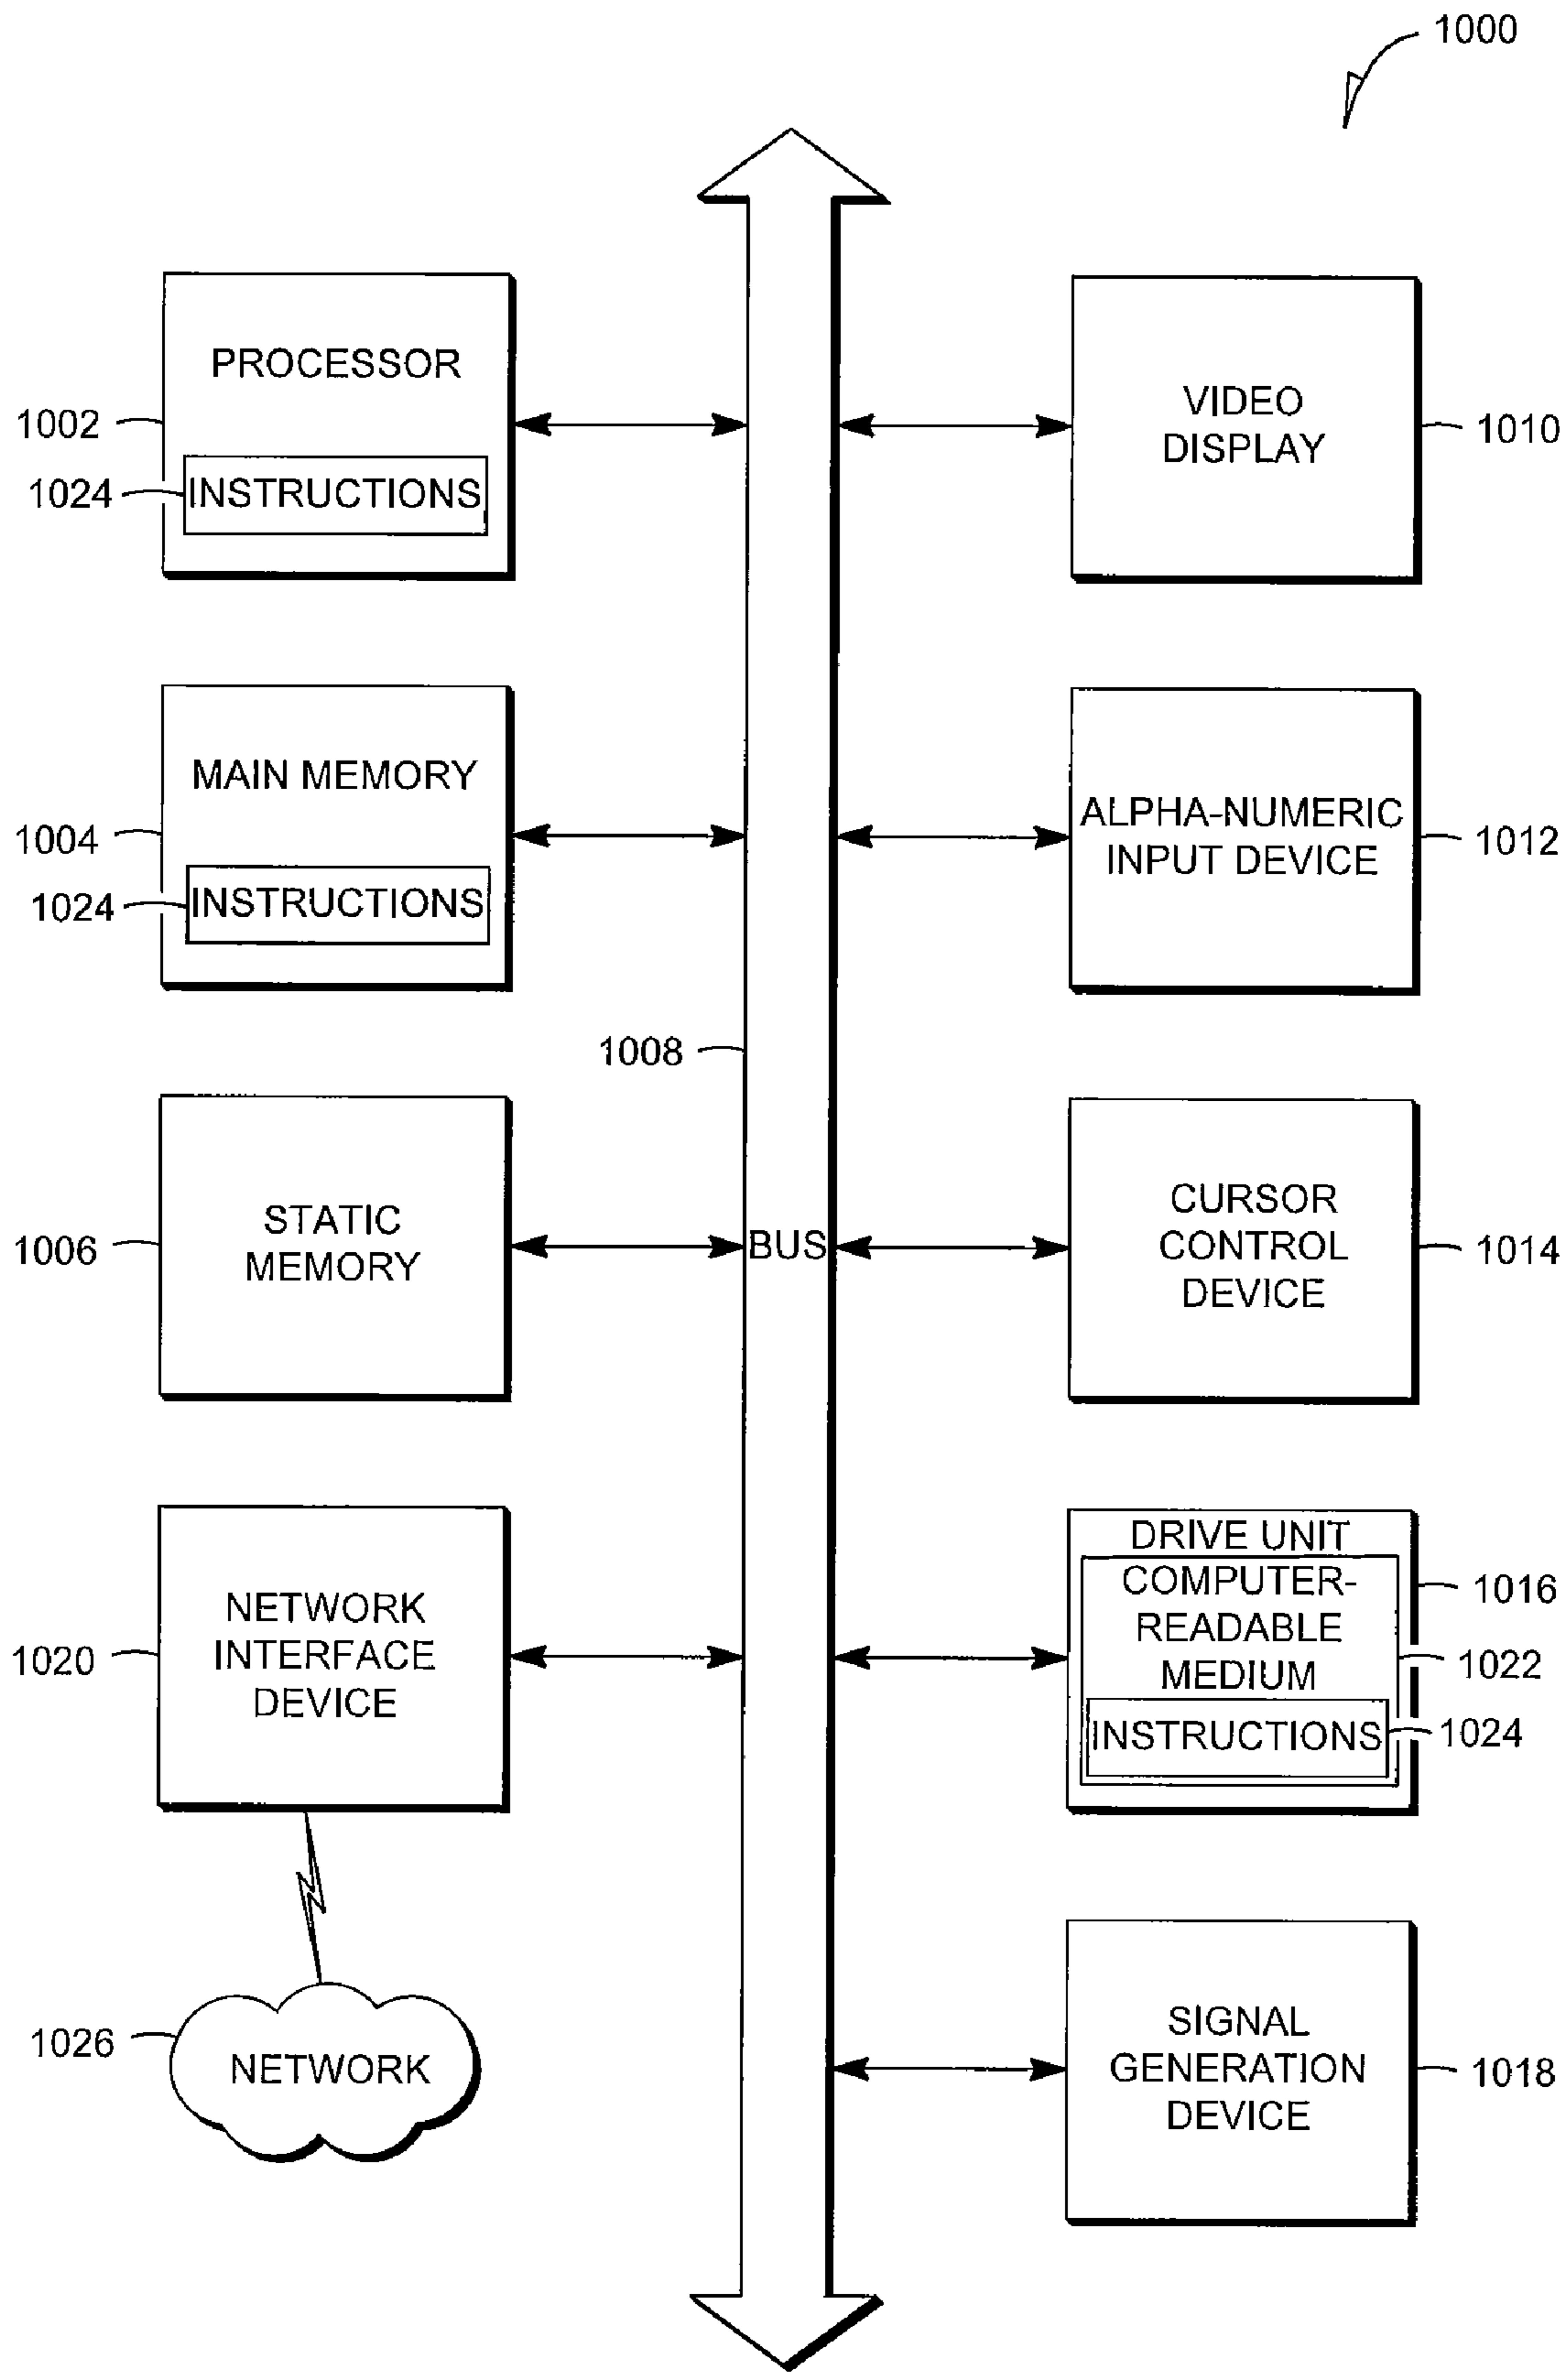 1000
PROCESSOR
1002
1024
INSTRUCTIONS
MAIN MEMORY
1004
1024
INSTRUCTIONS
1008
STATIC
MEMORY
1006
BUS
NETWORK
INTERFACE
DEVICE
1020
1026
NETWORK
VIDEO
DISPLAY
1010
ALPHA-NUMERIC
INPUT DEVICE
1012
CURSOR
CONTROL
DEVICE
1014
DRIVE UNIT
COMPUTER-
READABLE
MEDIUM
1016
1022
INSTRUCTIONS
1024
SIGNAL
GENERATION
DEVICE
1018